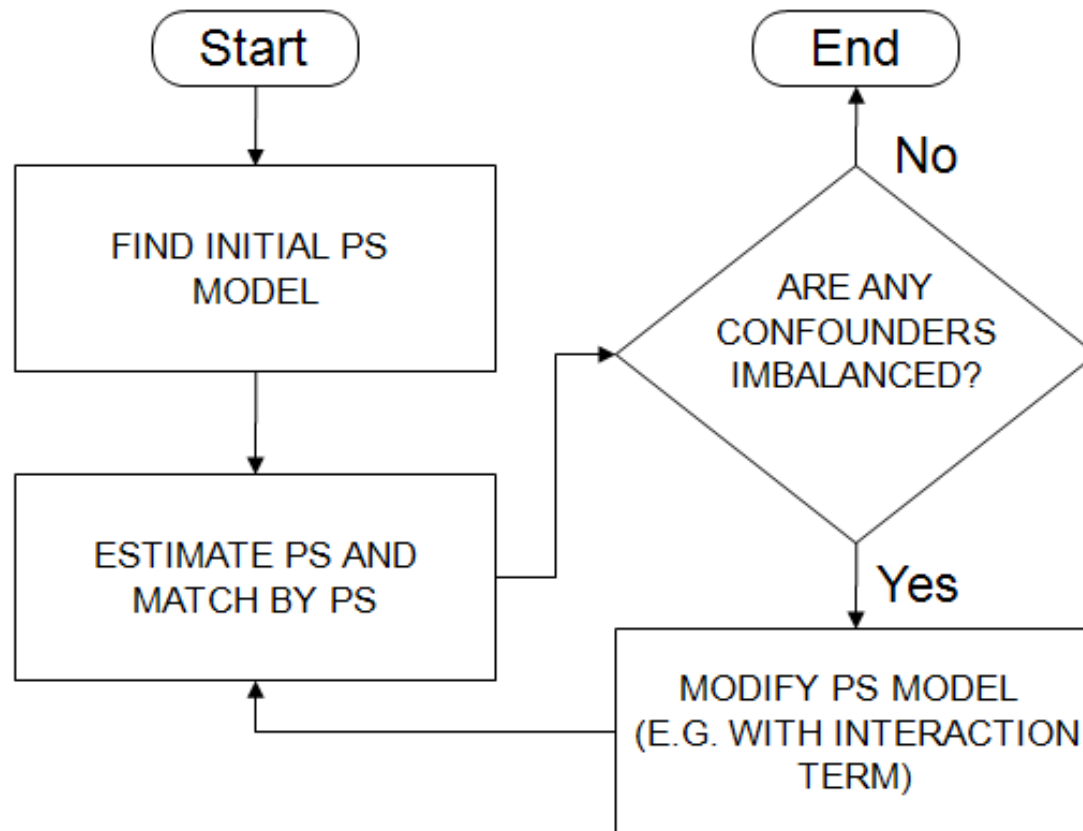 Start
FIND INITIAL PS
MODEL
ESTIMATE PS AND
MATCH BY PS
End
No
ARE ANY
CONFOUNDERS
IMBALANCED?
Yes
MODIFY PS MODEL
(E.G. WITH INTERACTION
TERM)